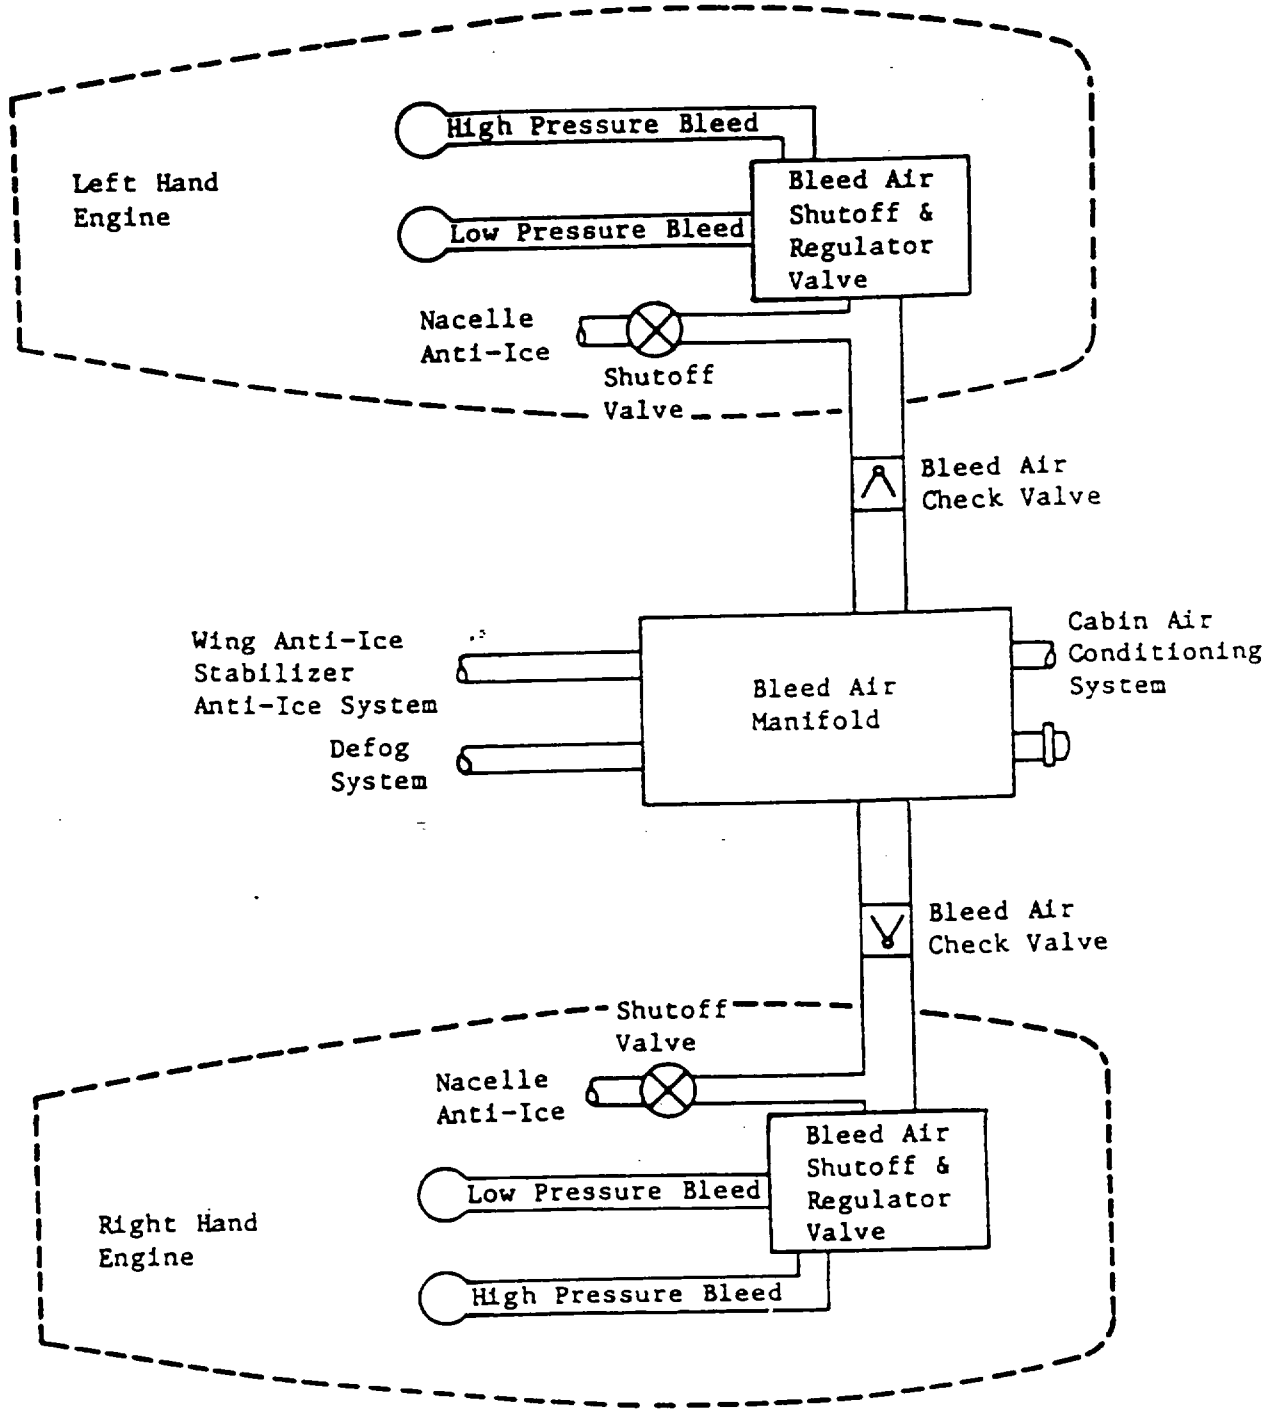 High Pressure Bleed
Left Hand
Engine
Bleed Air
Shutoff &
Regulator
Valve
Low Pressure Bleed
Nacelle
Anti-Ice
Shutoff
Valve
Bleed Air
Check Valve
Wing Anti-Ice
Stabilizer
Anti-Ice System
Defog
System
Bleed Air
Manifold
Cabin Air
Conditioning
System
Bleed Air
Check Valve
Shutoff
Valve
Nacelle
Anti-Ice
Bleed Air
Shutoff &
Regulator
Valve
Low Pressure Bleed
Right Hand
Engine
High Pressure Bleed